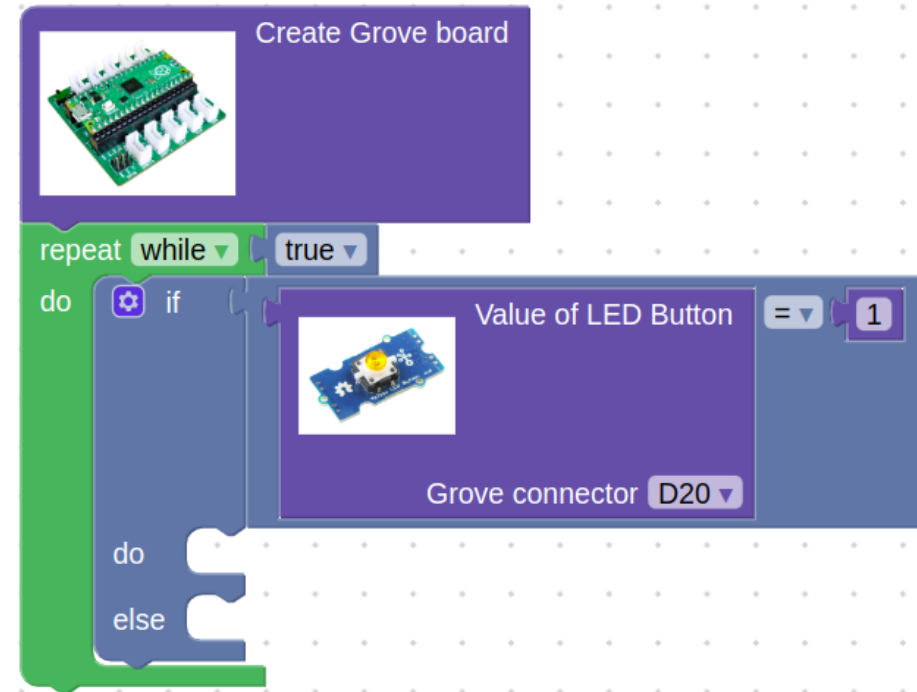 Create Grove board
repeat while true
do if Value of LED Button = 1
Grove connector D20
do
else